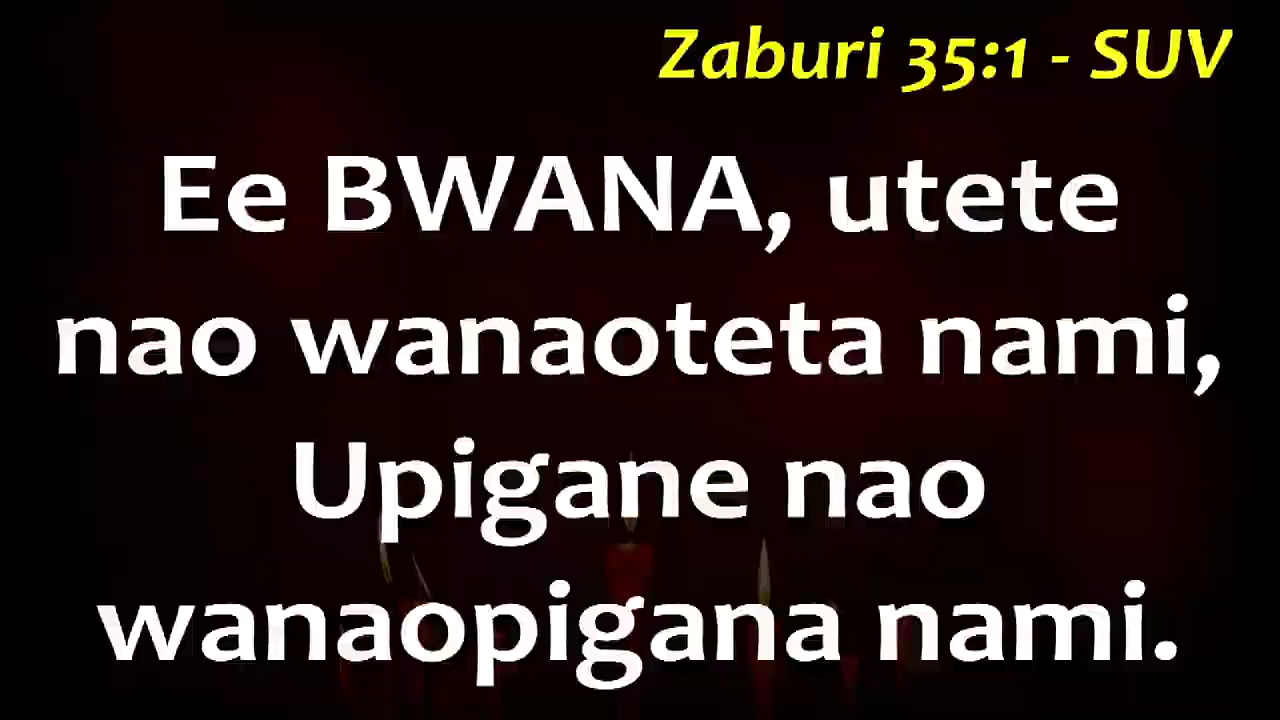 Zaburi 35:1 - SUV
Ee BWANA, utete
nao wanaoteta nami,
Upigane nao
wanaopigana nami.